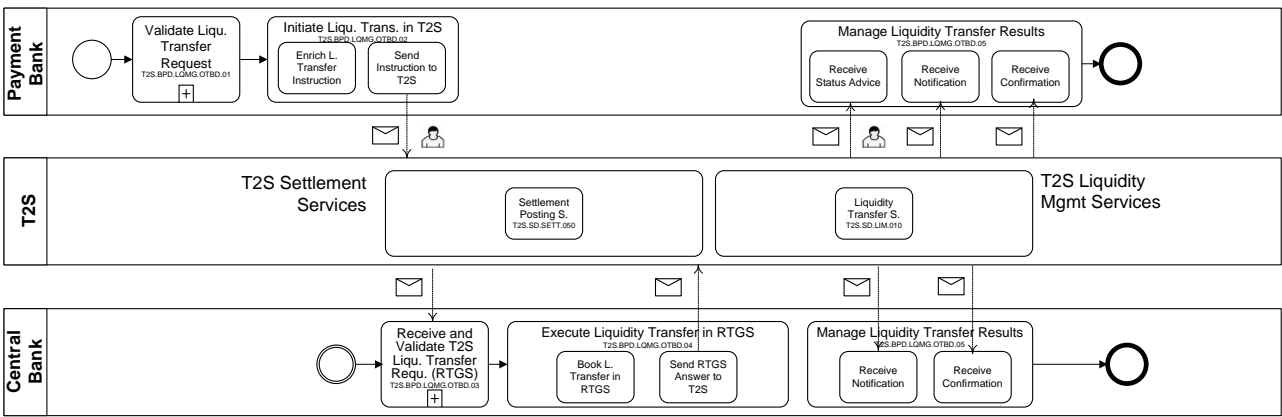 Payment
Bank
Validate Liqu.
Transfer
Request
T2S.BPD.LQMG.OTBD.01
+
Initiate Liqu. Trans. in T2S
T2S.BPD.LQMG.OTBD.02
Enrich L.
Transfer
Instruction
Send
Instruction to
T2S
Manage Liquidity Transfer Results
T2S.BPD.LQMG.OTBD.05
Receive
Status Advice
Receive
Notification
Receive
Confirmation
T2S
T2S Settlement
Services
Settlement
Posting S.
T2S.SD.SETT.050
Liquidity
Transfer S.
T2S.SD.LIM.010
T2S Liquidity
Mgmt Services
Central
Bank
Receive and
Validate T2S
Liqu. Transfer
Requ. (RTGS)
T2S.BPD.LQMG.OTBD.03
+
Execute Liquidity Transfer in RTGS
T2S.BPD.LQMG.OTBD.04
Book L.
Transfer in
RTGS
Send RTGS
Answer to
T2S
Manage Liquidity Transfer Results
T2S.BPD.LQMG.OTBD.05
Receive
Notification
Receive
Confirmation